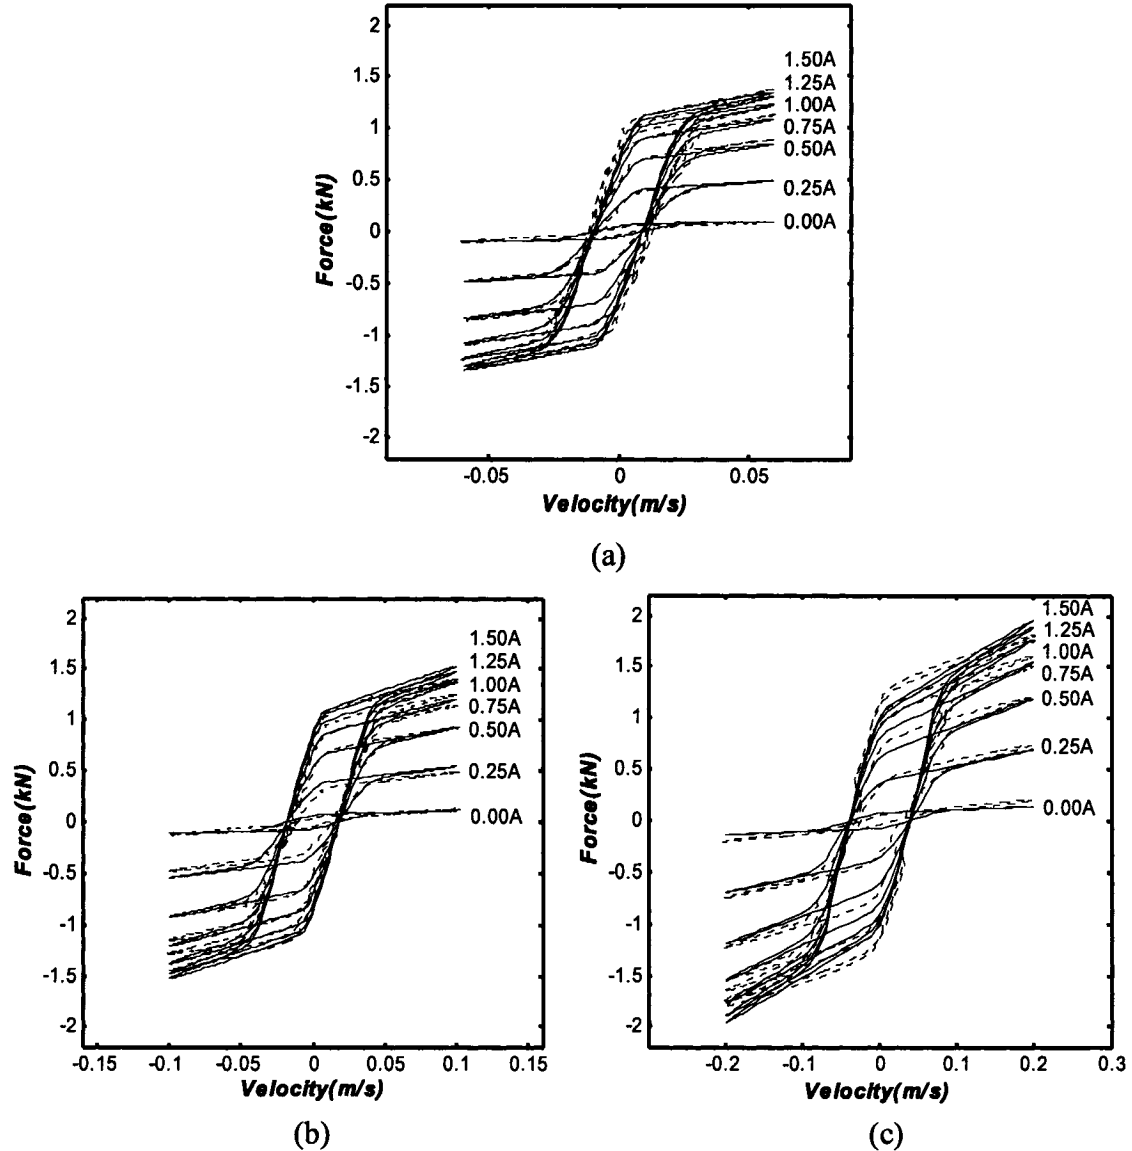 2
1.5
1
0.5
0
-0.5
-1
-1.5
-2
Force(kN)
1.50A
1.25A
1.00A
0.75A
0.50A
0.25A
0.00A
-0.05 0 0.05
Velocity(m/s)
(a)
2
1.5
1
0.5
0
-0.5
-1
-1.5
-2
Force(kN)
1.50A
1.25A
1.00A
0.75A
0.50A
0.25A
0.00A
-0.15 -0.1 -0.05 0 0.05 0.1 0.15
Velocity(m/s)
(b)
2
1.5
1
0.5
0
-0.5
-1
-1.5
-2
Force(kN)
1.50A
1.25A
1.00A
0.75A
0.50A
0.25A
0.00A
-0.2 -0.1 0 0.1 0.2 0.3
Velocity(m/s)
(c)